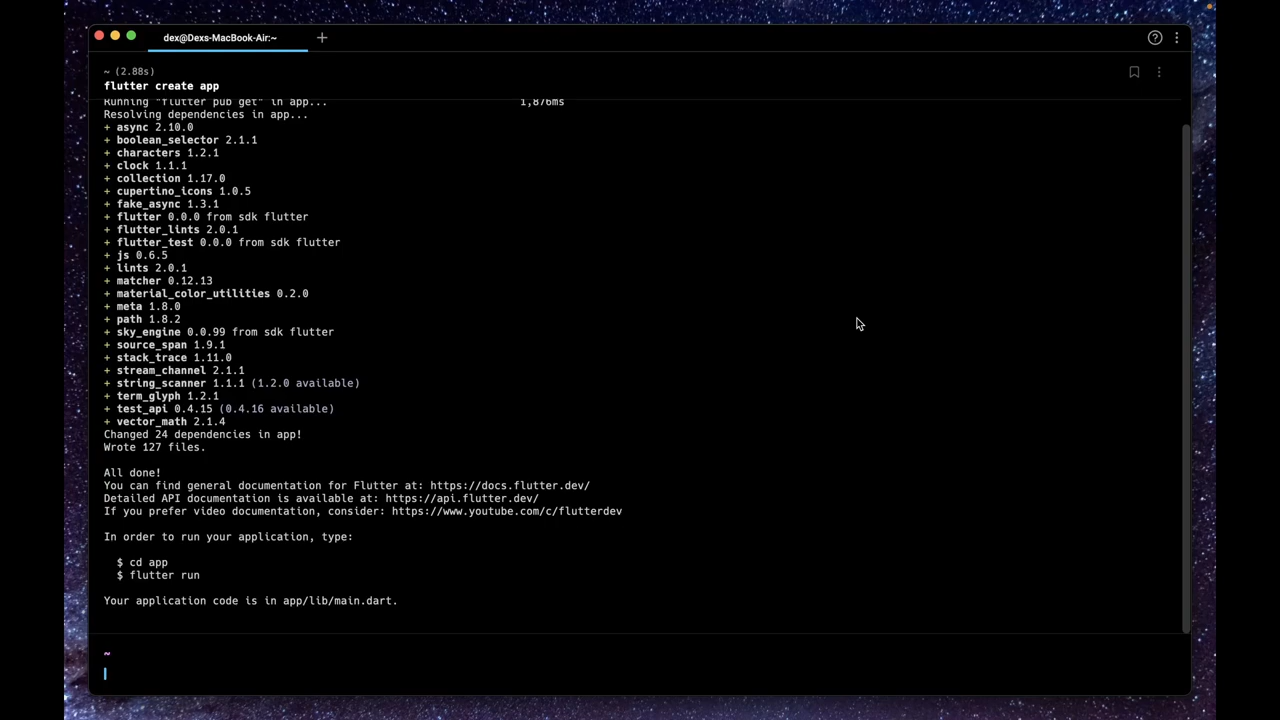 dex@Dexs-MacBook-Air:~
~ (2.88s)
flutter create app
Running "flutter pub get" in app... 1,876ms
Resolving dependencies in app...
+ async 2.10.0
+ boolean_selector 2.1.1
+ characters 1.2.1
+ clock 1.1.1
+ collection 1.17.0
+ cupertino_icons 1.0.5
+ fake_async 1.3.1
+ flutter 0.0.0 from sdk flutter
+ flutter_lints 2.0.1
+ flutter_test 0.0.0 from sdk flutter
+ js 0.6.5
+ lints 2.0.1
+ matcher 0.12.13
+ material_color_utilities 0.2.0
+ meta 1.8.0
+ path 1.8.2
+ sky_engine 0.0.99 from sdk flutter
+ source_span 1.9.1
+ stack_trace 1.11.0
+ stream_channel 2.1.1
+ string_scanner 1.1.1 (1.2.0 available)
+ term_glyph 1.2.1
+ test_api 0.4.15 (0.4.16 available)
+ vector_math 2.1.4
Changed 24 dependencies in app!
Wrote 127 files.
All done!
You can find general documentation for Flutter at: https://docs.flutter.dev/
Detailed API documentation is available at: https://api.flutter.dev/
If you prefer video documentation, consider: https://www.youtube.com/c/flutterdev
In order to run your application, type:
$ cd app
$ flutter run
Your application code is in app/lib/main.dart.
~